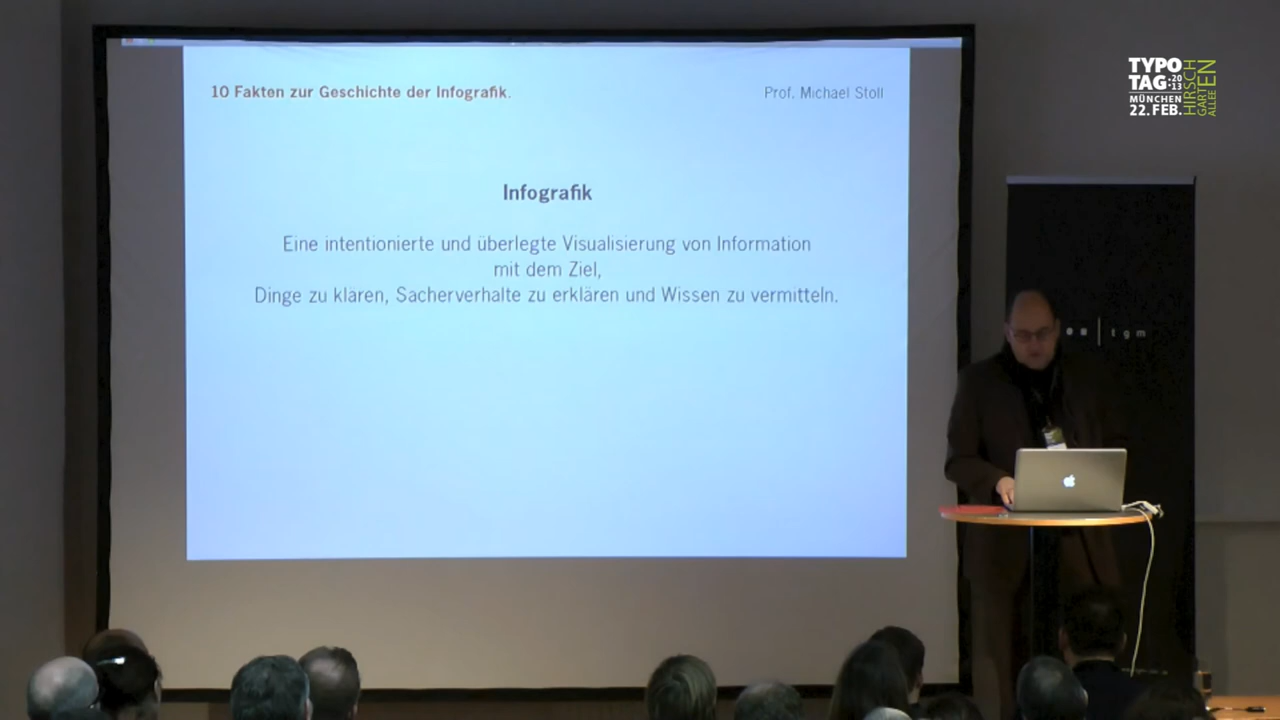 10 Fakten zur Geschichte der Infografik.
Prof. Michael Stoll
Infografik
Eine intentionierte und überlegte Visualisierung von Information
mit dem Ziel,
Dinge zu klären, Sacherverhalte zu erklären und Wissen zu vermitteln.
TYPO
TAG·20
·13
MÜNCHEN
22. FEB.
HIRSCH
GARTEN
ALLEE
tgm